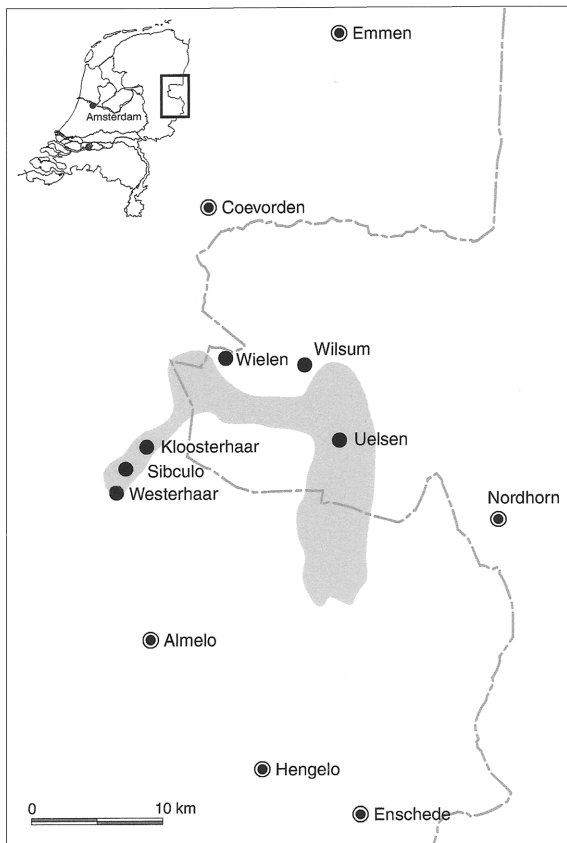 Emmen
Amsterdam
Coevorden
Wilsum
Wielen
Uelsen
Kloosterhaar
Sibculo
Westerhaar
Nordhorn
Almelo
Hengelo
0 10 km
Enschede